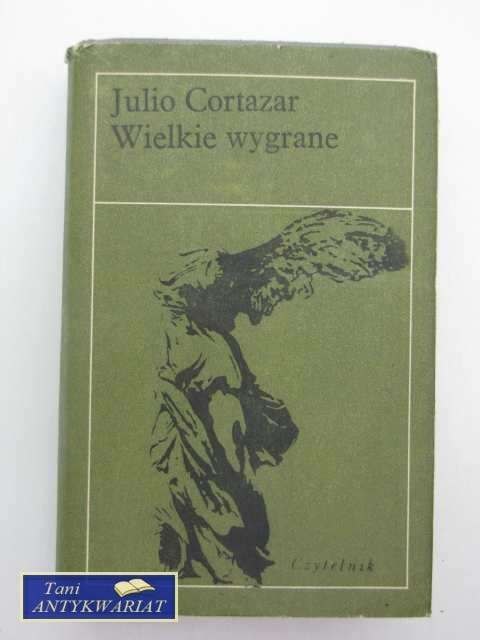 Julio Cortazar
Wielkie wygrane
Czytelnik
Tani
ANTYKWARIAT